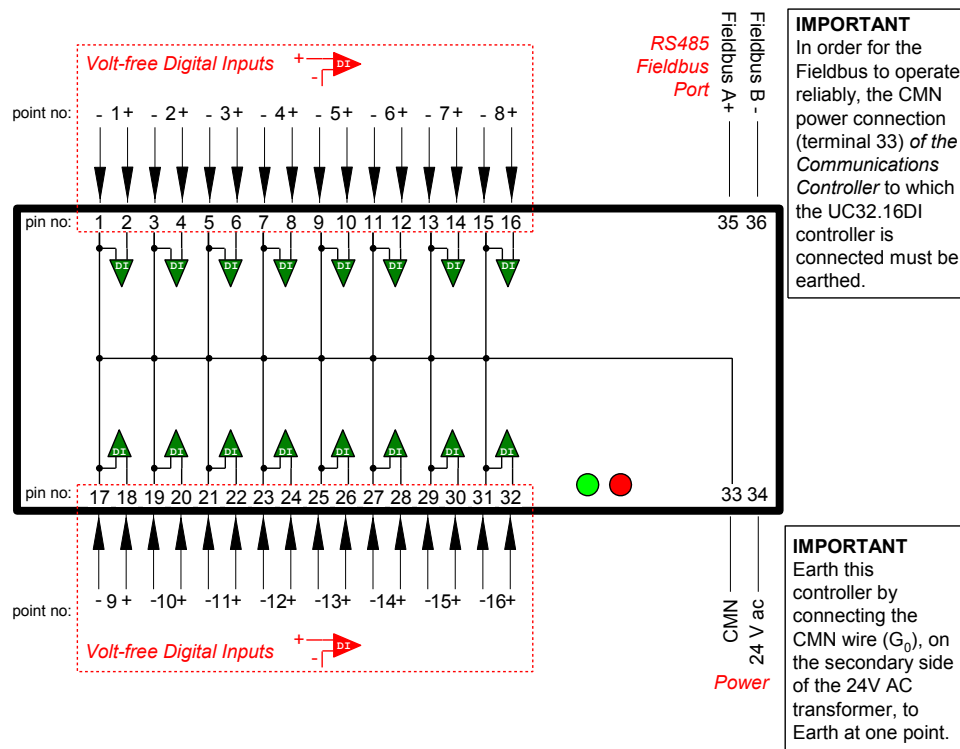 Volt-free Digital Inputs + - DI
RS485
Fieldbus
Port
Fieldbus A+
Fieldbus B -
IMPORTANT
In order for the
Fieldbus to operate
reliably, the CMN
power connection
(terminal 33) of the
Communications
Controller to which
the UC32.16DI
controller is
connected must be
earthed.
point no: - 1+ - 2+ - 3+ - 4+ - 5+ - 6+ - 7+ - 8+
pin no: 1 2 3 4 5 6 7 8 9 10 11 12 13 14 15 16 35 36
DI DI DI DI DI DI DI DI
DI DI DI DI DI DI DI DI
pin no: 17 18 19 20 21 22 23 24 25 26 27 28 29 30 31 32 33 34
point no: - 9 + -10+ -11+ -12+ -13+ -14+ -15+ -16+
Volt-free Digital Inputs + - DI
CMN
24 V ac
Power
IMPORTANT
Earth this
controller by
connecting the
CMN wire (G0), on
the secondary side
of the 24V AC
transformer, to
Earth at one point.